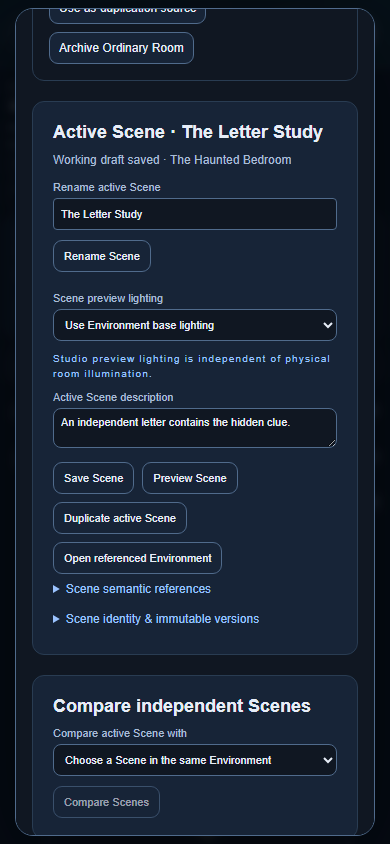 Use as duplication source
Archive Ordinary Room
Active Scene · The Letter Study
Working draft saved · The Haunted Bedroom
Rename active Scene
The Letter Study
Rename Scene
Scene preview lighting
Use Environment base lighting
Studio preview lighting is independent of physical
room illumination.
Active Scene description
An independent letter contains the hidden clue.
Save Scene Preview Scene
Duplicate active Scene
Open referenced Environment
Scene semantic references
Scene identity & immutable versions
Compare independent Scenes
Compare active Scene with
Choose a Scene in the same Environment
Compare Scenes